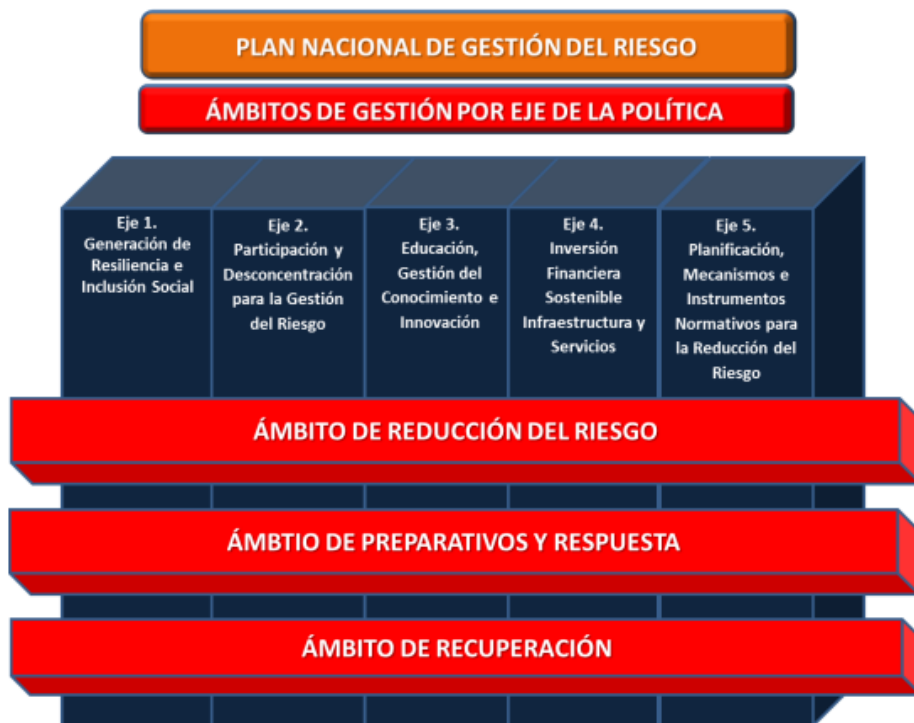 PLAN NACIONAL DE GESTIÓN DEL RIESGO
ÁMBITOS DE GESTIÓN POR EJE DE LA POLÍTICA
Eje 1.
Generación de
Resiliencia e
Inclusión Social
Eje 2.
Participación y
Desconcentración
para la Gestión
del Riesgo
Eje 3.
Educación,
Gestión del
Conocimiento e
Innovación
Eje 4.
Inversión
Financiera
Sostenible
Infraestructura y
Servicios
Eje 5.
Planificación,
Mecanismos e
Instrumentos
Normativos para
la Reducción del
Riesgo
ÁMBITO DE REDUCCIÓN DEL RIESGO
ÁMBTIO DE PREPARATIVOS Y RESPUESTA
ÁMBITO DE RECUPERACIÓN